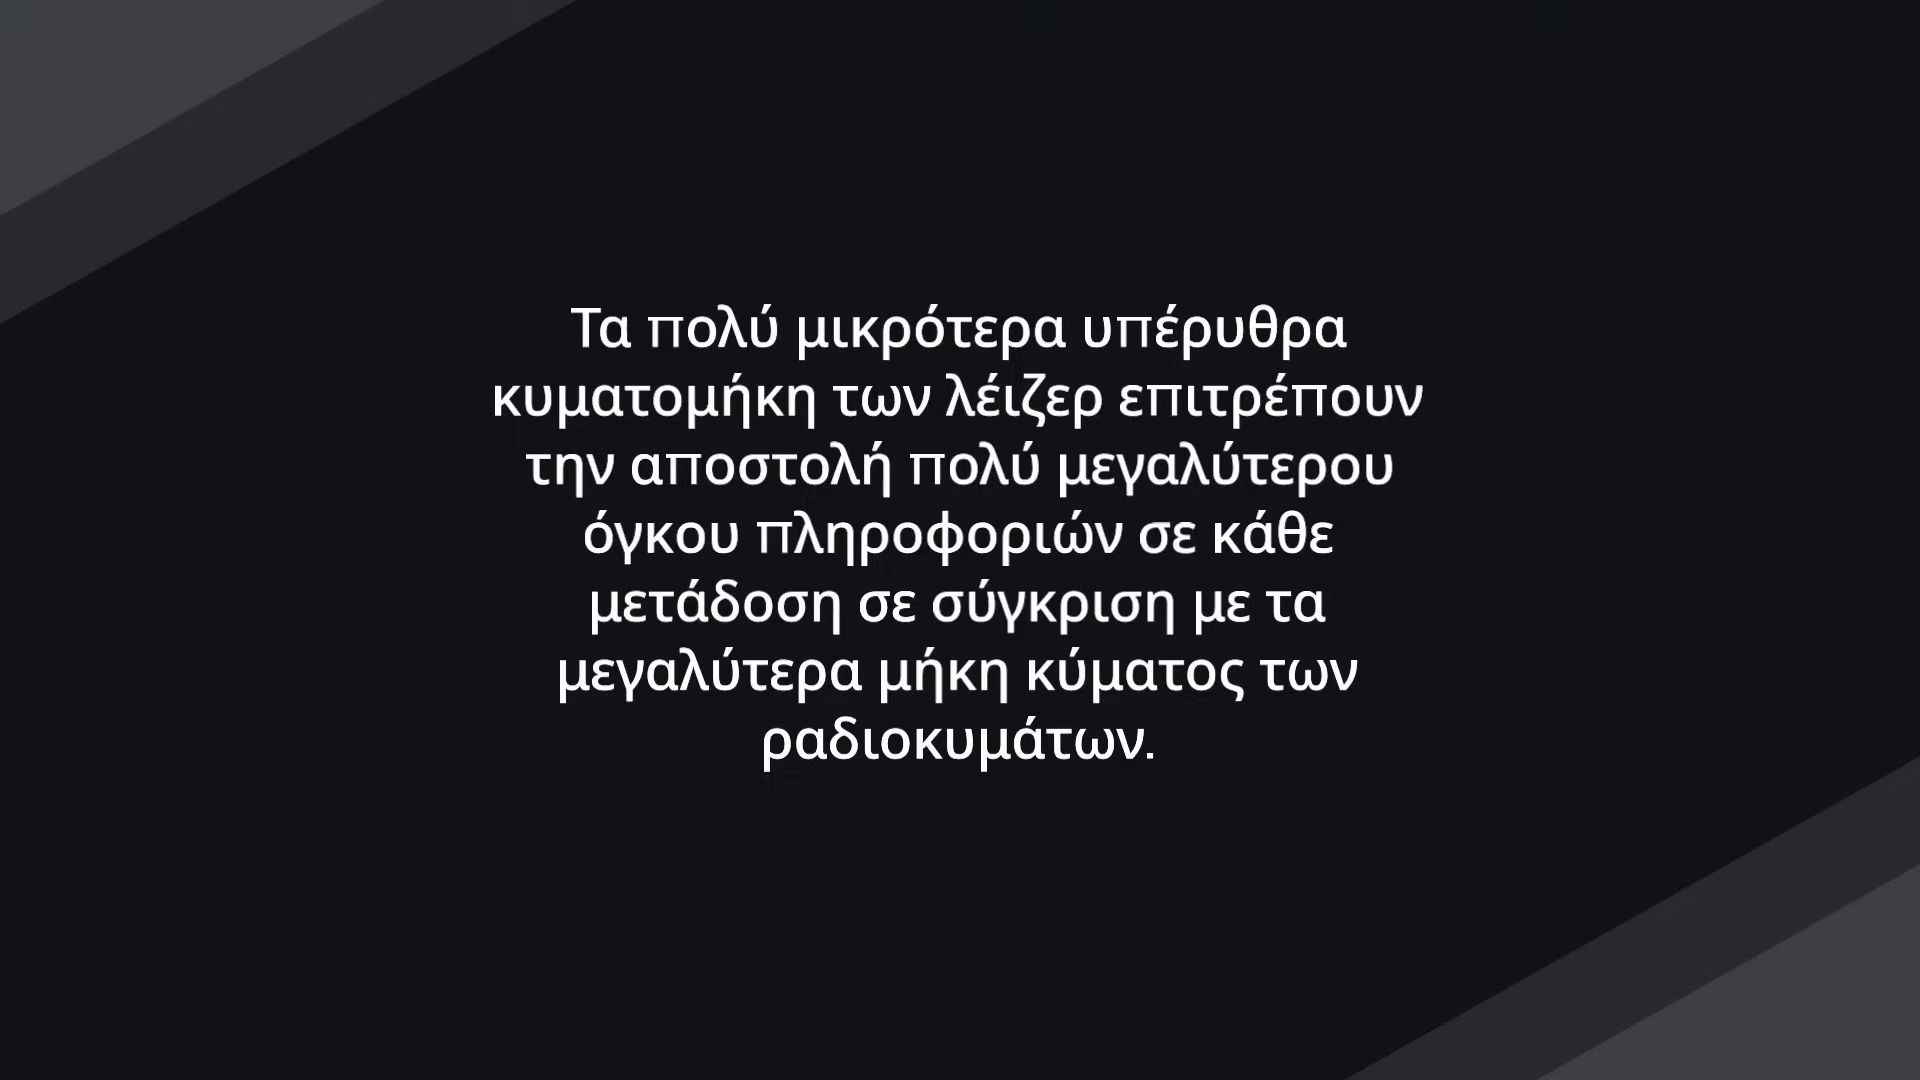 Τα πολύ μικρότερα υπέρυθρα
κυματομήκη των λέιζερ επιτρέπουν
την αποστολή πολύ μεγαλύτερου
όγκου πληροφοριών σε κάθε
μετάδοση σε σύγκριση με τα
μεγαλύτερα μήκη κύματος των
ραδιοκυμάτων.